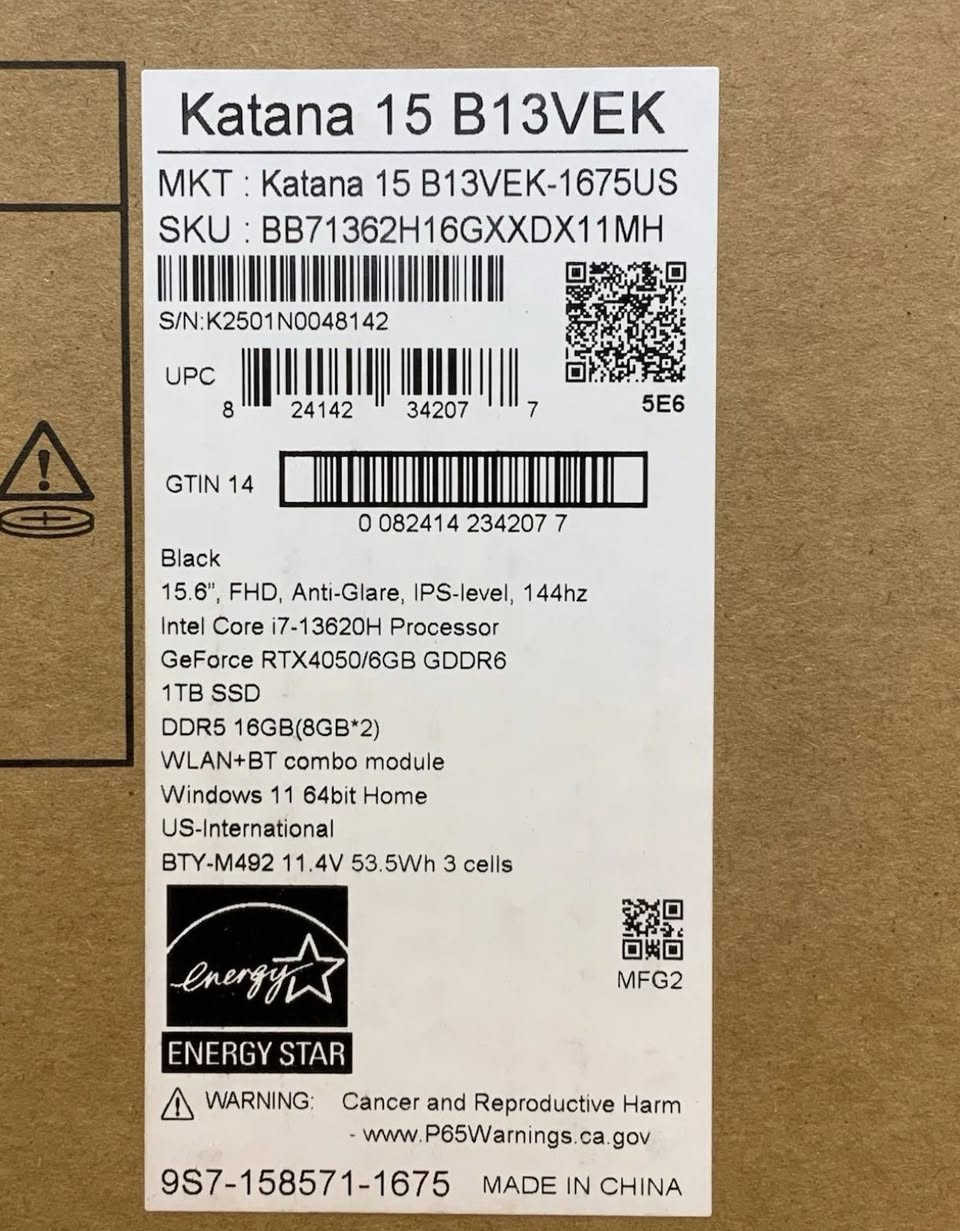 Katana 15 B13VEK
MKT : Katana 15 B13VEK-1675US
SKU : BB71362H16GXXDX11MH
S/N:K2501N0048142
5E6
UPC
8 24142 34207 7
GTIN 14
0 082414 234207 7
Black
15.6", FHD, Anti-Glare, IPS-level, 144hz
Intel Core i7-13620H Processor
GeForce RTX4050/6GB GDDR6
1TB SSD
DDR5 16GB(8GB*2)
WLAN+BT combo module
Windows 11 64bit Home
US-International
BTY-M492 11.4V 53.5Wh 3 cells
energy
MFG2
ENERGY STAR
WARNING: Cancer and Reproductive Harm
- www.P65Warnings.ca.gov
9S7-158571-1675 MADE IN CHINA